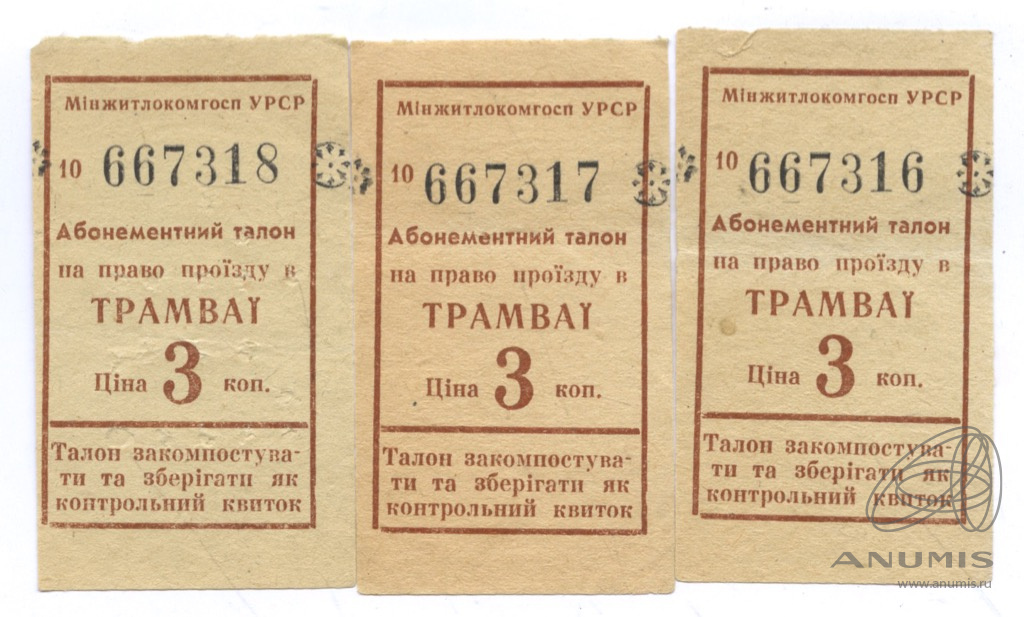 Мінжитлокомгосп УРСР
10 667318
Абонементний талон
на право проїзду в
ТРАМВАЇ
Ціна 3 коп.
Талон закомпостува-
ти та зберігати як
контрольний квиток
Мінжитлокомгосп УРСР
10 667317
Абонементний талон
на право проїзду в
ТРАМВАЇ
Ціна 3 коп.
Талон закомпостува-
ти та зберігати як
контрольний квиток
Мінжитлокомгосп УРСР
10 667316
Абонементний талон
на право проїзду в
ТРАМВАЇ
Ціна 3 коп.
Талон закомпостува-
ти та зберігати як
контрольний квиток
ANUMIS
www.anumis.ru